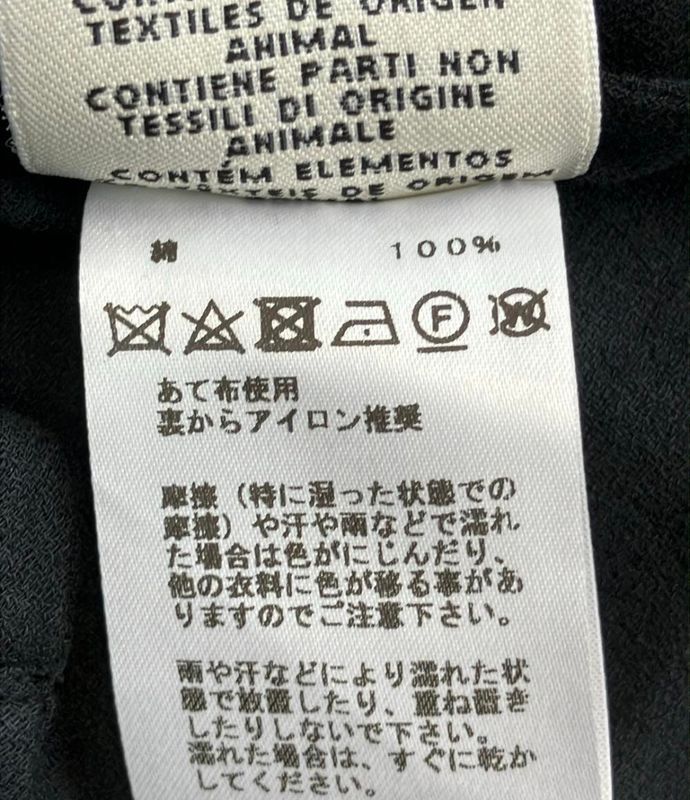 TEXTILES DE ORIGEN
ANIMAL
CONTIENE PARTI NON
TESSILI DI ORIGINE
ANIMALE
CONTÉM ELEMENTOS
DE ORIGEM
綿 100%
F
W
あて布使用
裏からアイロン推奨
摩擦（特に湿った状態での
摩擦）や汗や雨などで濡れ
た場合は色がにじんだり、
他の衣料に色が移る事があ
りますのでご注意下さい。
雨や汗などにより濡れた状
態で放置したり、重ね置き
したりしないで下さい。
濡れた場合は、すぐに乾か
してください。